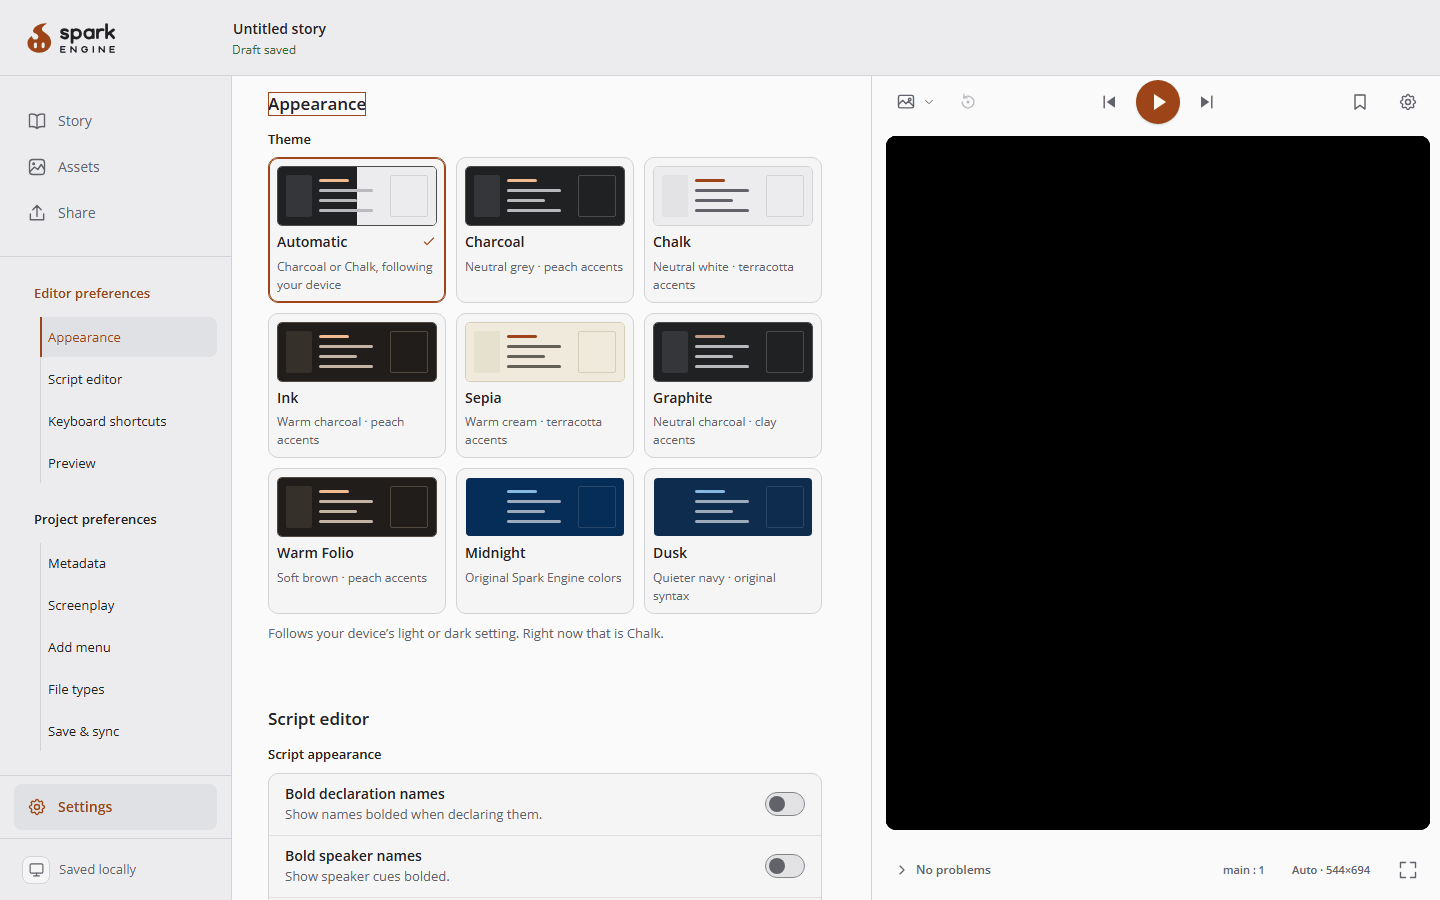 spark
ENGINE
Untitled story
Draft saved
Story
Assets
Share
Editor preferences
Appearance
Script editor
Keyboard shortcuts
Preview
Project preferences
Metadata
Screenplay
Add menu
File types
Save & sync
Settings
Saved locally
Appearance
Theme
Automatic
Charcoal or Chalk, following
your device
Charcoal
Neutral grey · peach accents
Chalk
Neutral white · terracotta
accents
Ink
Warm charcoal · peach
accents
Sepia
Warm cream · terracotta
accents
Graphite
Neutral charcoal · clay
accents
Warm Folio
Soft brown · peach accents
Midnight
Original Spark Engine colors
Dusk
Quieter navy · original
syntax
Follows your device’s light or dark setting. Right now that is Chalk.
Script editor
Script appearance
Bold declaration names
Show names bolded when declaring them.
Bold speaker names
Show speaker cues bolded.
No problems
main : 1
Auto · 544×694